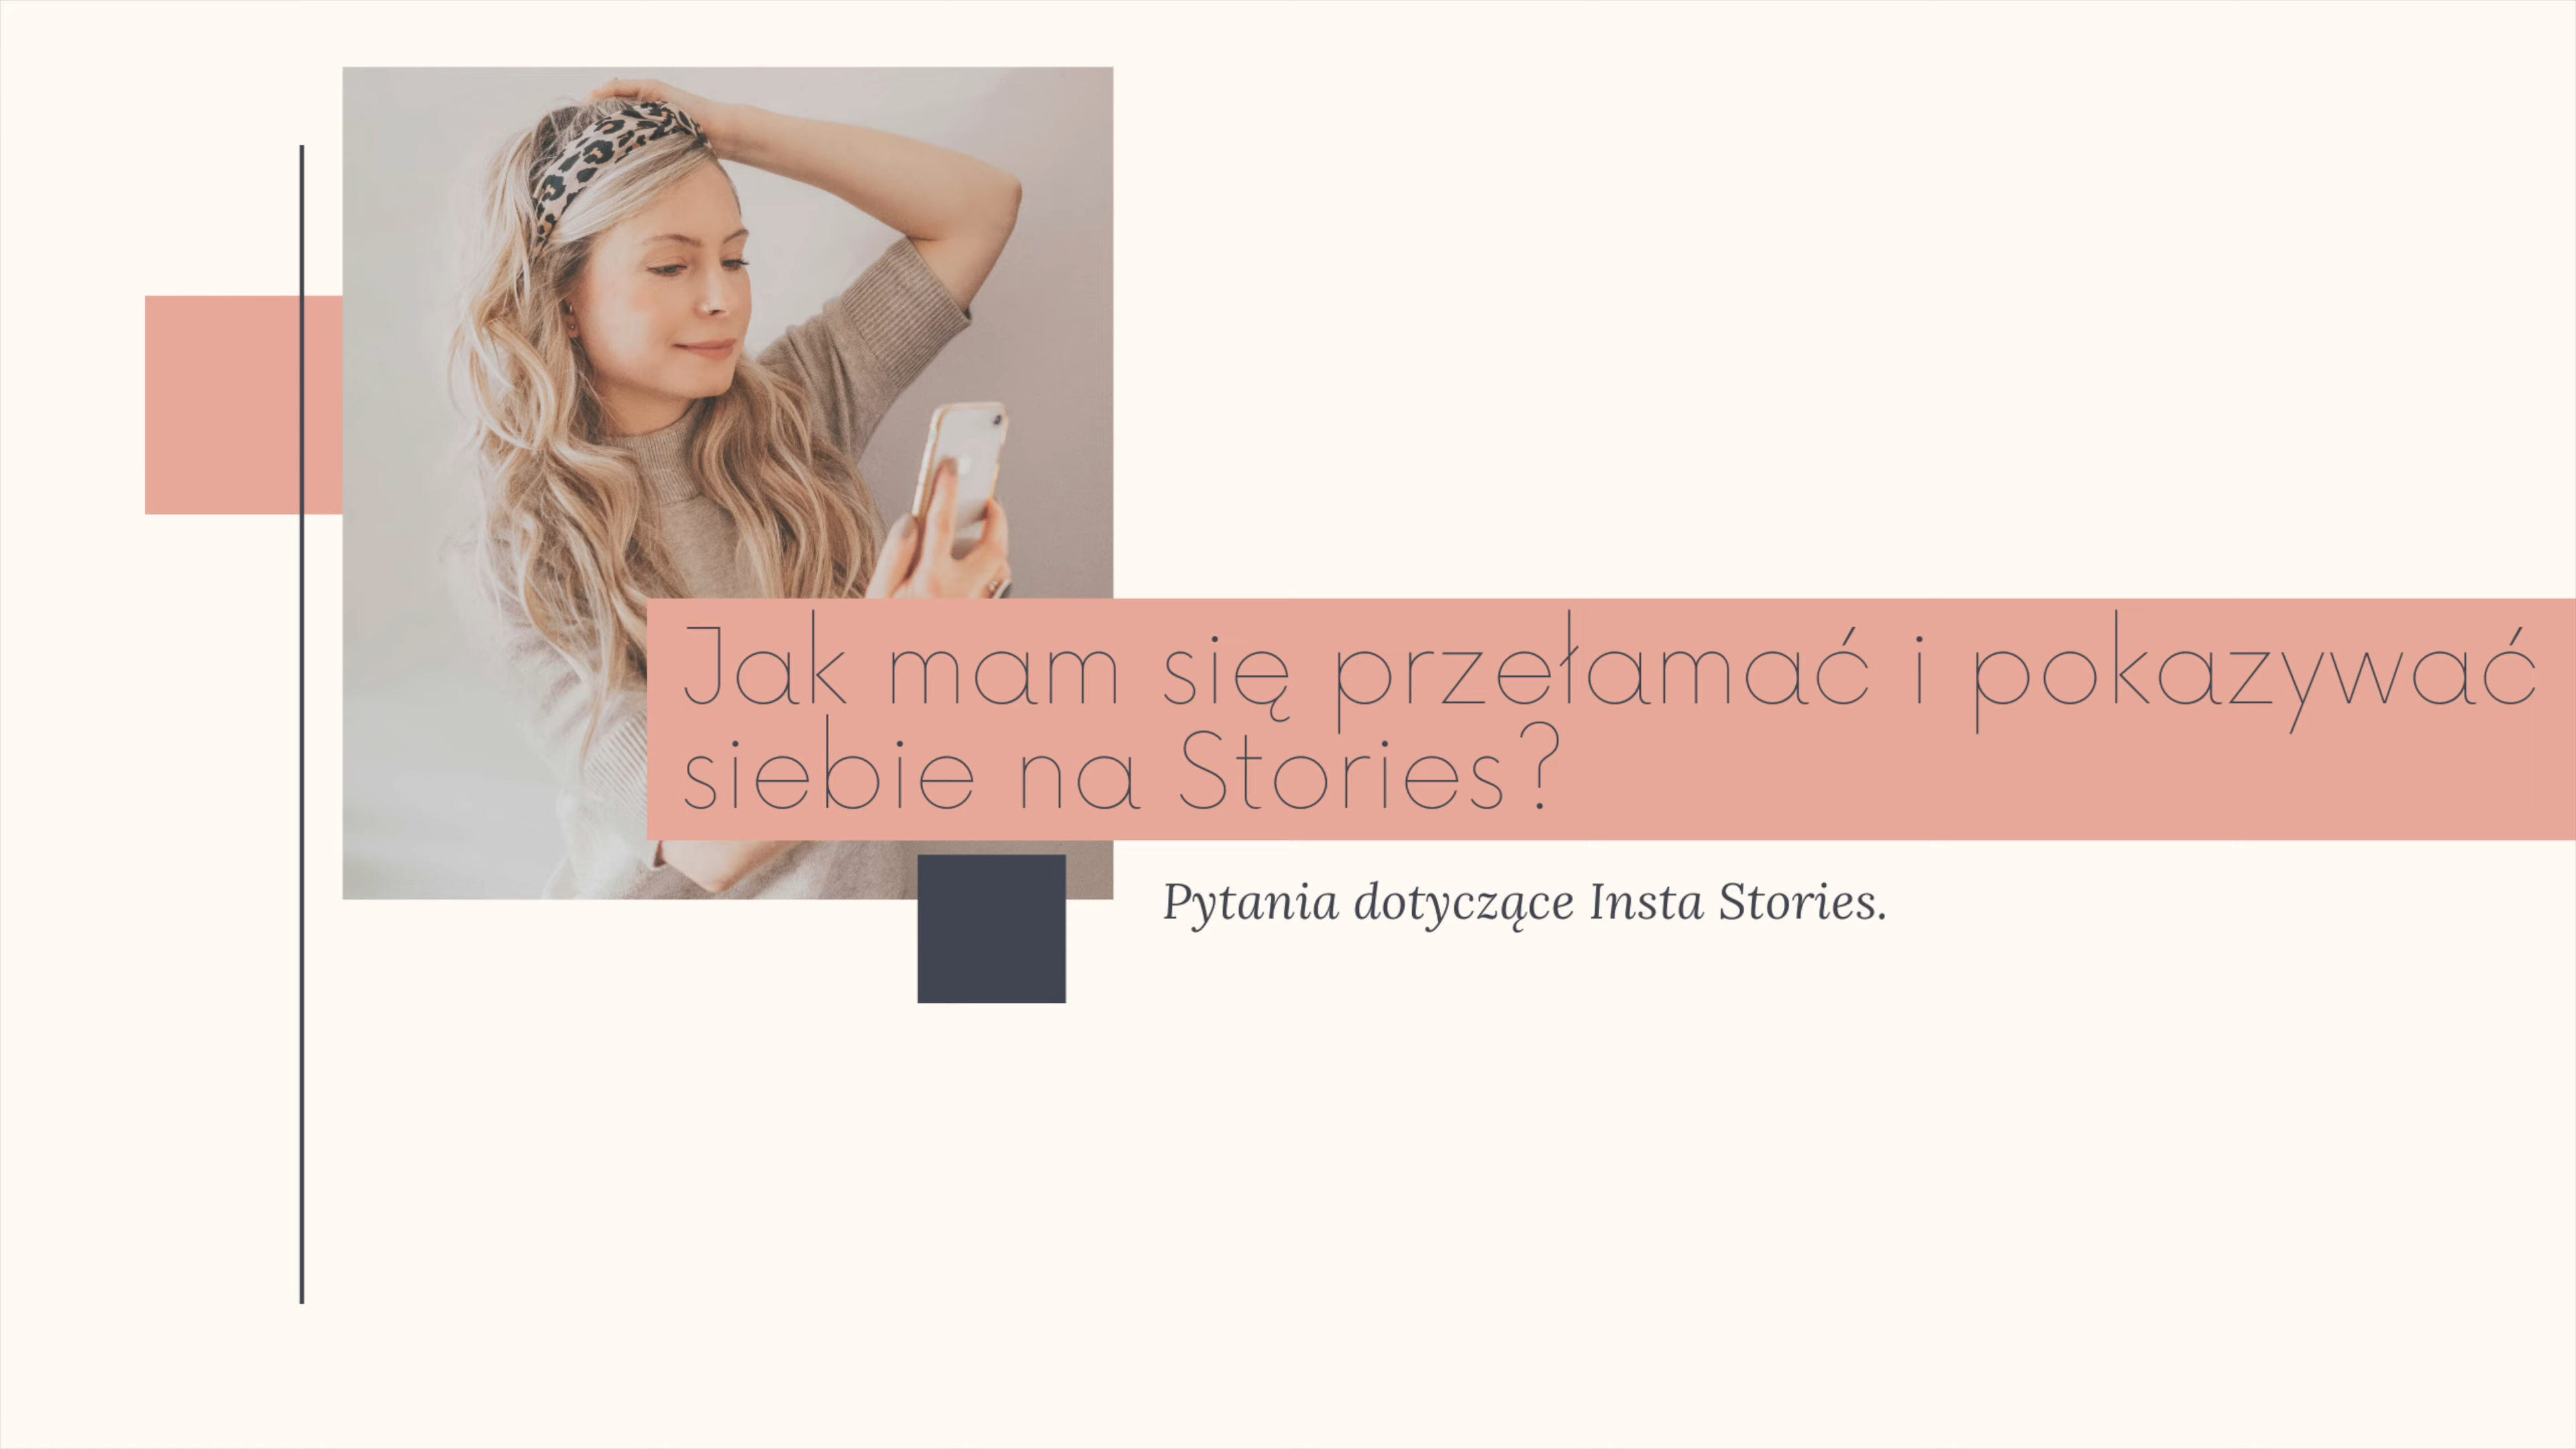 Jak mam się przełamać i pokazywać
siebie na Stories?
Pytania dotyczące Insta Stories.